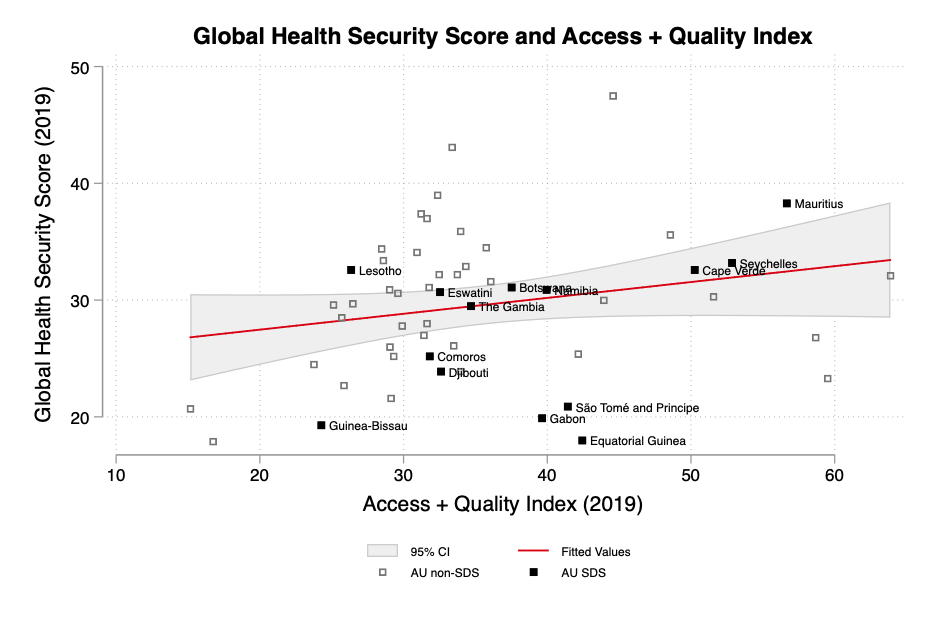 Global Health Security Score and Access + Quality Index
Global Health Security Score (2019)
50
40
30
20
Mauritius
Seychelles
Cape Verde
Lesotho
Botswana
Namibia
Eswatini
The Gambia
Comoros
Djibouti
São Tomé and Principe
Gabon
Guinea-Bissau
Equatorial Guinea
10 20 30 40 50 60
Access + Quality Index (2019)
95% CI Fitted Values
AU non-SDS AU SDS